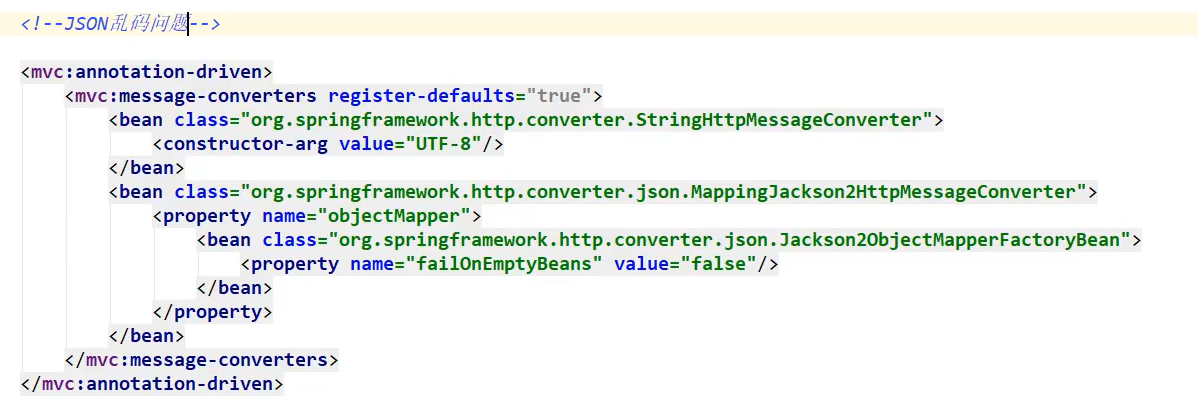 <!--JSON乱码问题-->
<mvc:annotation-driven>
<mvc:message-converters register-defaults="true">
<bean class="org.springframework.http.converter.StringHttpMessageConverter">
<constructor-arg value="UTF-8"/>
</bean>
<bean class="org.springframework.http.converter.json.MappingJackson2HttpMessageConverter">
<property name="objectMapper">
<bean class="org.springframework.http.converter.json.Jackson2ObjectMapperFactoryBean">
<property name="failOnEmptyBeans" value="false"/>
</bean>
</property>
</bean>
</mvc:message-converters>
</mvc:annotation-driven>